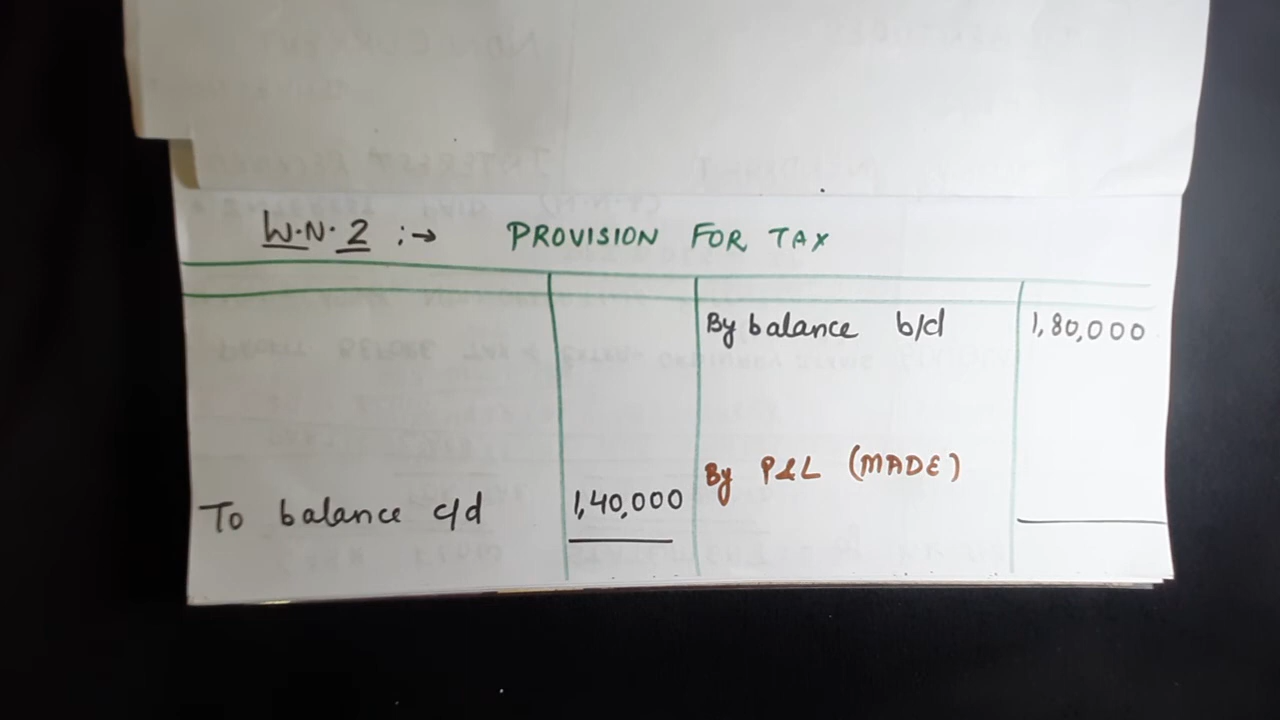 W.N. 2 :→ PROVISION FOR TAX
By balance b/d 1,80,000
By P&L (MADE)
To balance c/d 1,40,000